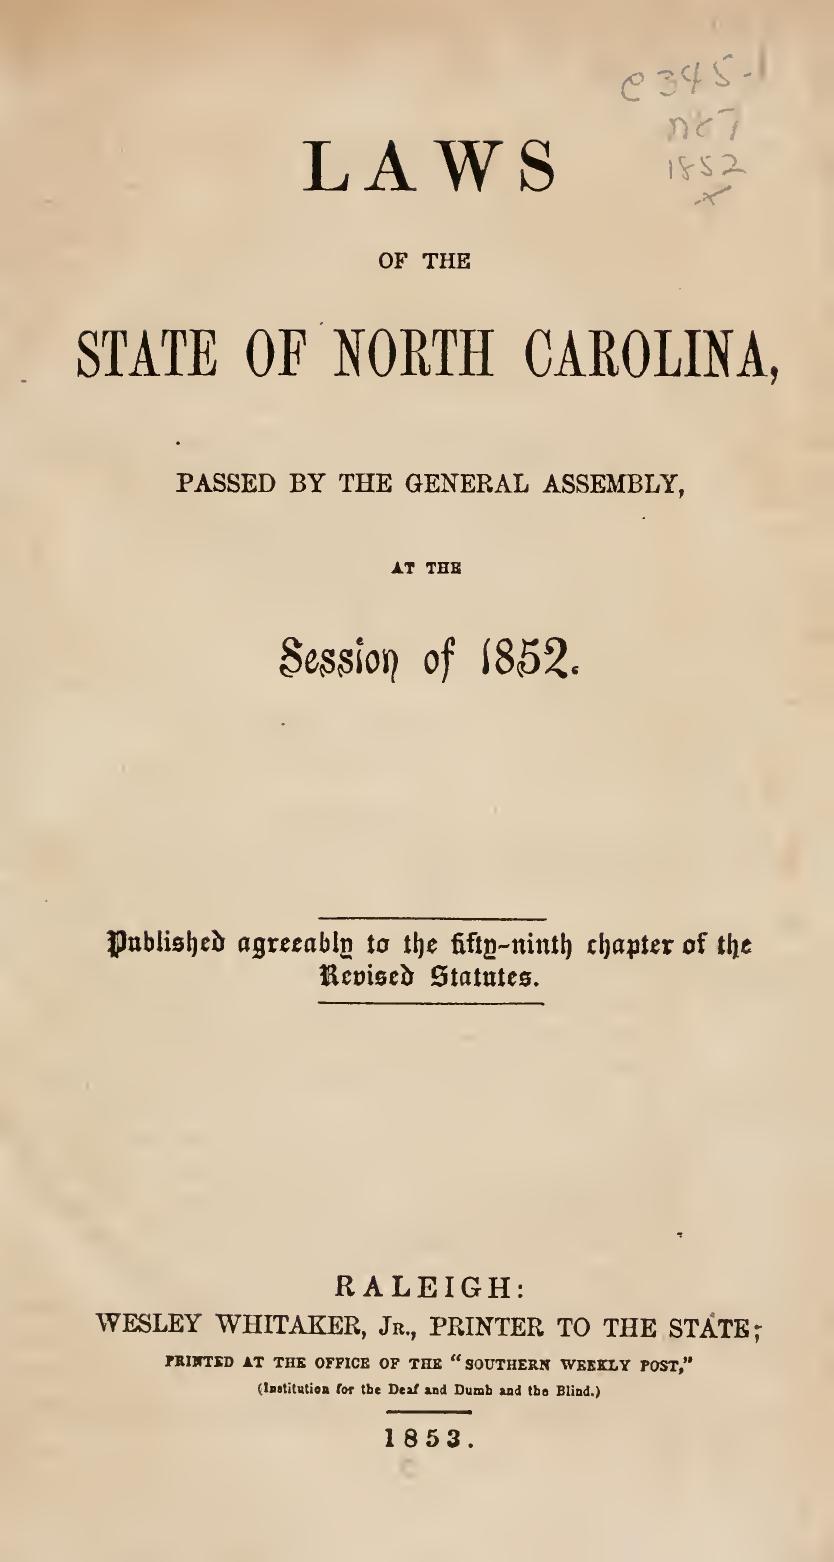 C345-1
n87
1852
LAWS
OF THE
STATE OF NORTH CAROLINA,
PASSED BY THE GENERAL ASSEMBLY,
AT THE
Session of 1852.
Published agreeably to the fifty-ninth chapter of the
Revised Statutes.
RALEIGH:
WESLEY WHITAKER, JR., PRINTER TO THE STATE;
PRINTED AT THE OFFICE OF THE "SOUTHERN WEEKLY POST,"
(Institution for the Deaf and Dumb and the Blind.)
1853.